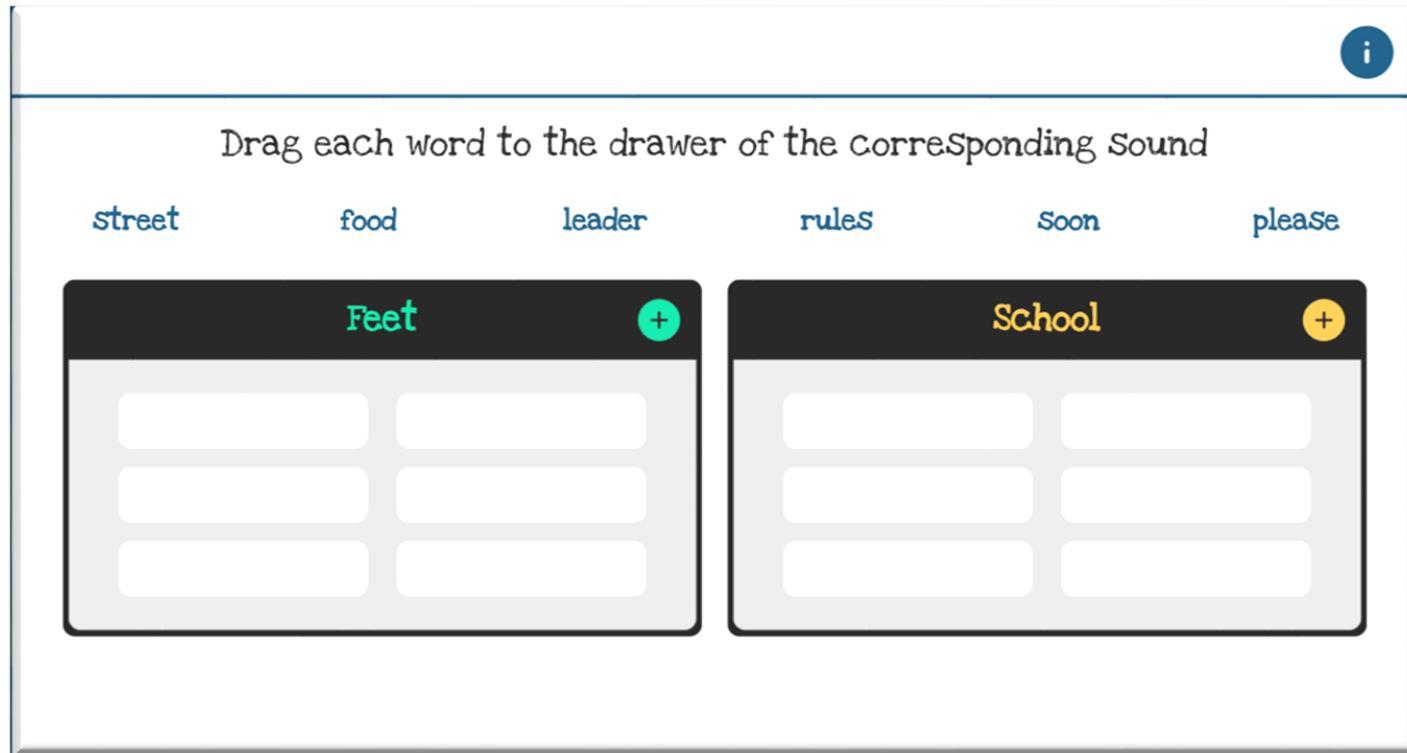 i
Drag each word to the drawer of the corresponding sound
street food leader rules soon please
Feet + School +